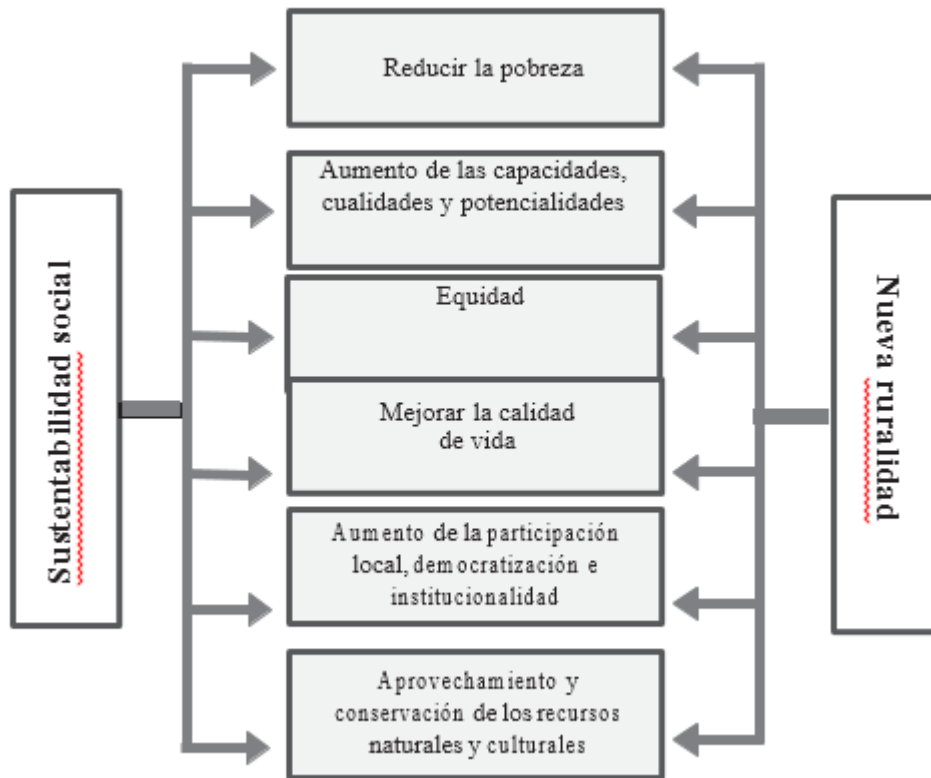 Sustentabilidad social
Reducir la pobreza
Aumento de las capacidades,
cualidades y potencialidades
Equidad
Mejorar la calidad
de vida
Aumento de la participación
local, democratización e
institucionalidad
Aprovechamiento y
conservación de los recursos
naturales y culturales
Nueva ruralidad